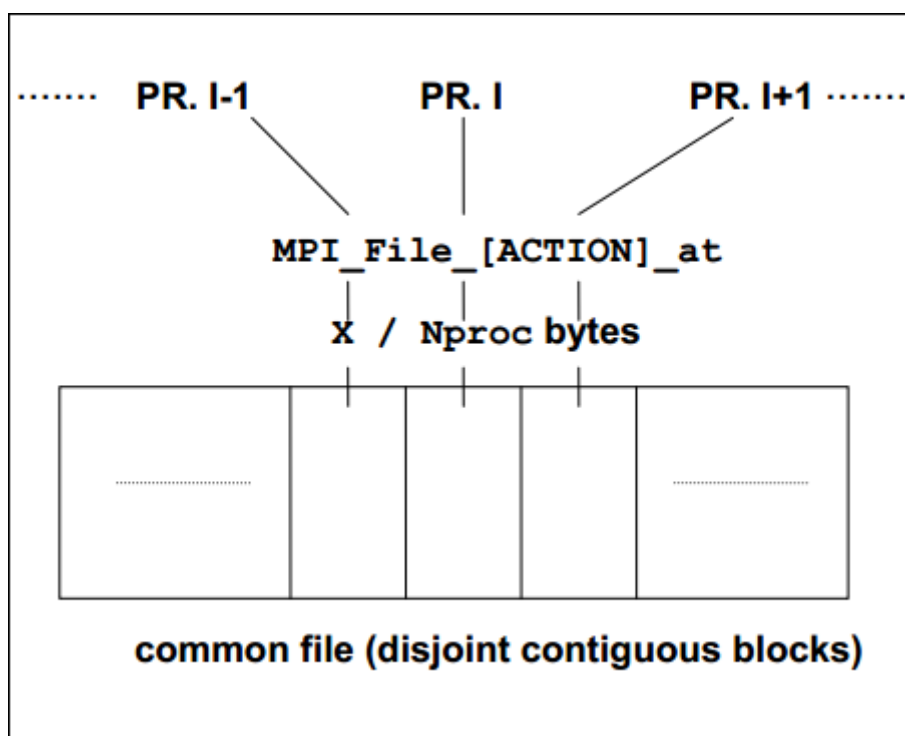 ....... PR. I-1 PR. I PR. I+1 .......
MPI_File_[ACTION]_at
X / Nproc bytes
common file (disjoint contiguous blocks)